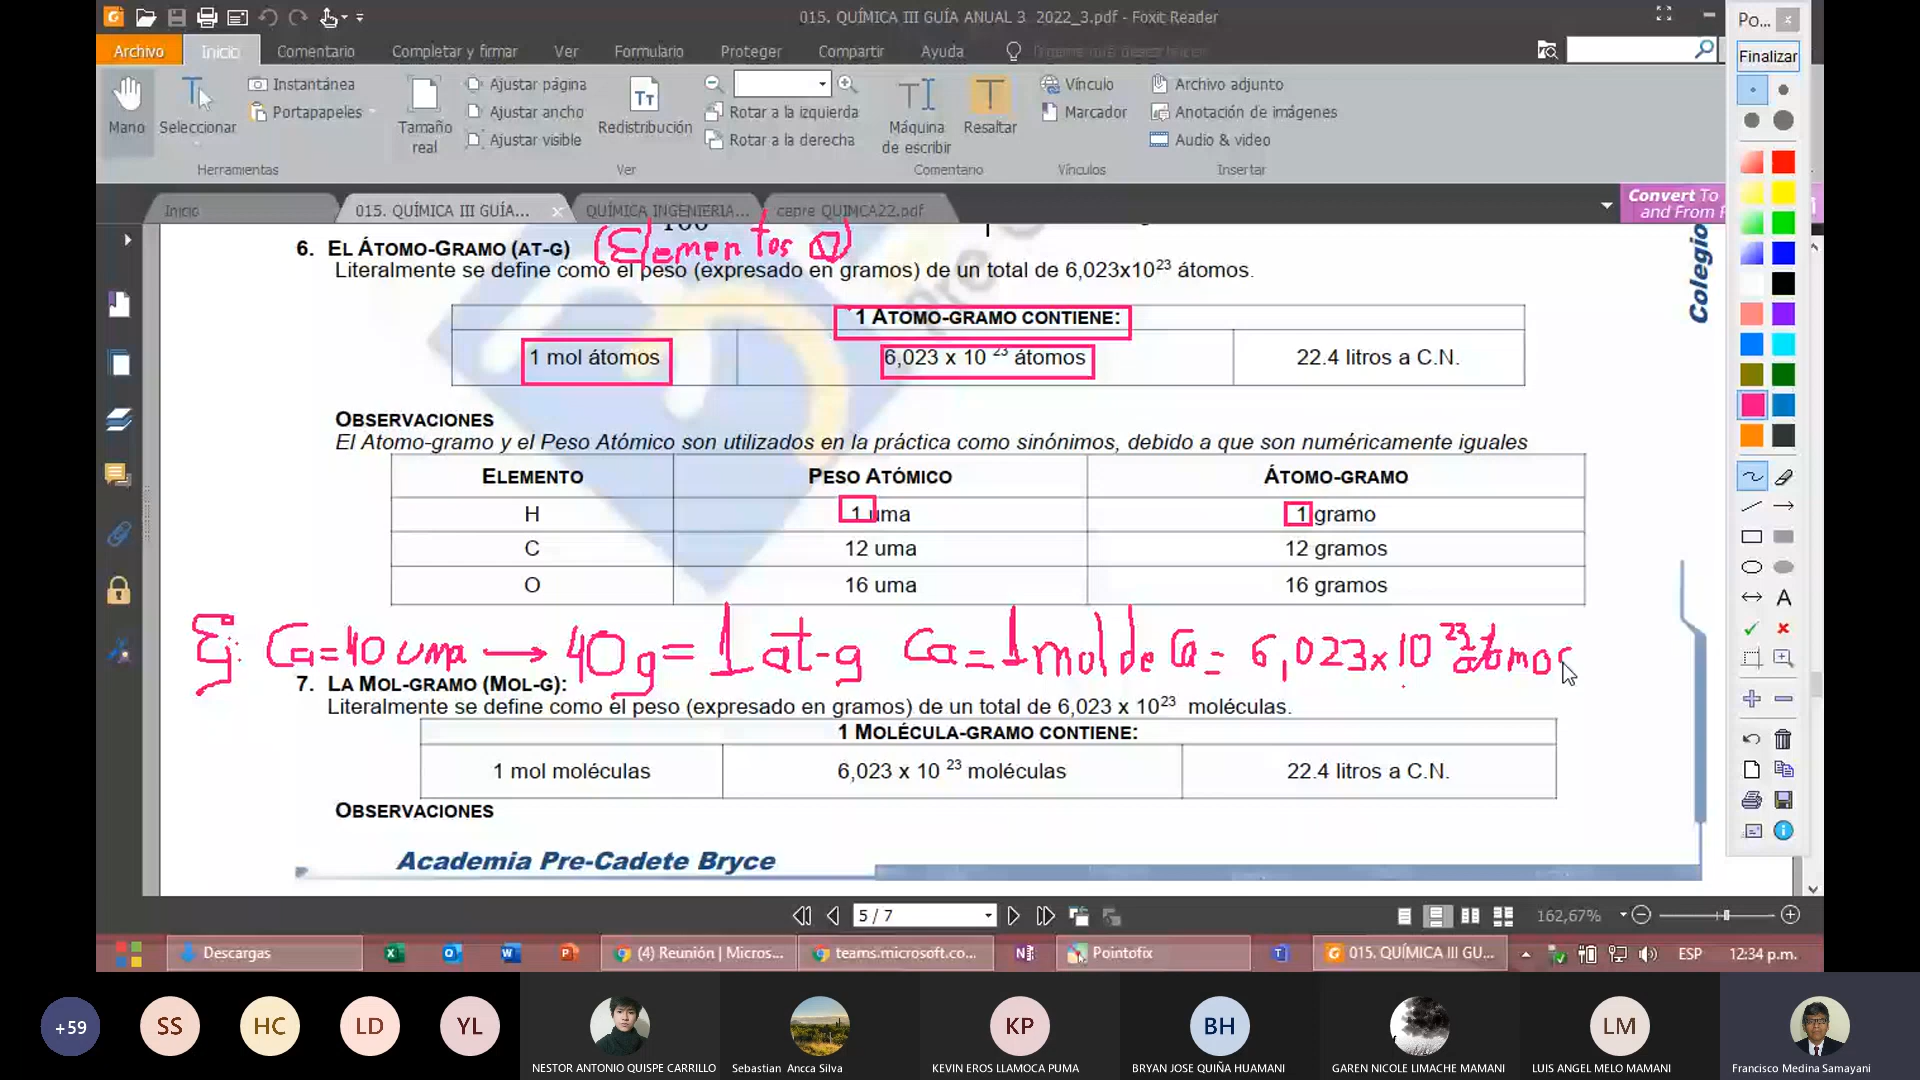 015. QUÍMICA III GUÍA ANUAL 3 2022_3.pdf - Foxit Reader
Archivo Inicio Comentario Completar y firmar Ver Formulario Proteger Compartir Ayuda
Mano
Seleccionar
Instantánea
Portapapeles
Herramientas
Tamaño real
Ajustar página
Ajustar ancho
Ajustar visible
Redistribución
Rotar a la izquierda
Rotar a la derecha
Ver
Máquina de escribir
Resaltar
Comentario
Vínculo
Marcador
Vínculos
Archivo adjunto
Anotación de imágenes
Audio & video
Insertar
Po...
Finalizar
Inicio
015. QUÍMICA III GUÍA...
QUÍMICA INGENIERIA...
cepre QUIMCA22.pdf
Convert To
and From
6. EL ÁTOMO-GRAMO (AT-G) (Elementos Q)
Literalmente se define como el peso (expresado en gramos) de un total de 6,023x10²³ átomos.
1 ATOMO-GRAMO CONTIENE:
1 mol átomos 6,023 x 10 ²³ átomos 22.4 litros a C.N.
OBSERVACIONES
El Atomo-gramo y el Peso Atómico son utilizados en la práctica como sinónimos, debido a que son numéricamente iguales
ELEMENTO PESO ATÓMICO ÁTOMO-GRAMO
H 1 uma 1 gramo
C 12 uma 12 gramos
O 16 uma 16 gramos
Ej: Ca=40 uma → 40g = 1 at-g Ca = 1 mol de Ca = 6,023x10²³ atomos
7. LA MOL-GRAMO (MOL-G):
Literalmente se define como el peso (expresado en gramos) de un total de 6,023 x 10²³ moléculas.
1 MOLÉCULA-GRAMO CONTIENE:
1 mol moléculas 6,023 x 10 ²³ moléculas 22.4 litros a C.N.
OBSERVACIONES
Academia Pre-Cadete Bryce
Colegio
5 / 7
162,67%
Descargas
(4) Reunión | Micros...
teams.microsoft.co...
Pointofix
015. QUÍMICA III GU...
ESP
12:34 p.m.
+59 SS HC LD YL KP BH LM
NESTOR ANTONIO QUISPE CARRILLO
Sebastian Ancca Silva
KEVIN EROS LLAMOCA PUMA
BRYAN JOSE QUIÑA HUAMANI
GAREN NICOLE LIMACHE MAMANI
LUIS ANGEL MELO MAMANI
Francisco Medina Samayani